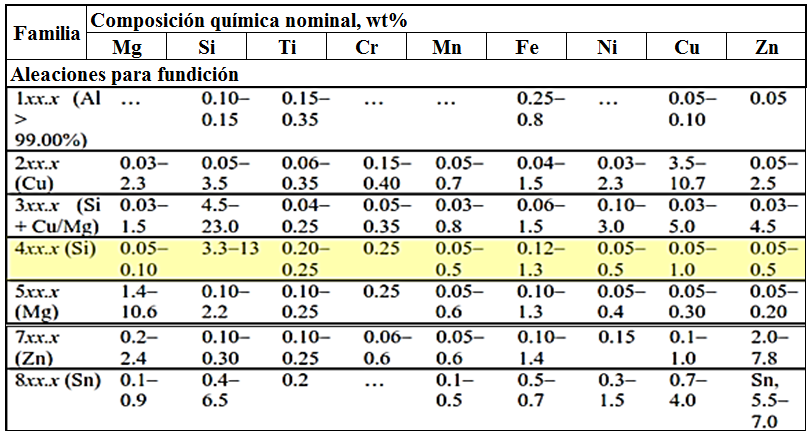 Familia Composición química nominal, wt%
Mg Si Ti Cr Mn Fe Ni Cu Zn
Aleaciones para fundición
1xx.x (Al ... 0.10– 0.15– ... ... 0.25– ... 0.05– 0.05
> 0.15 0.35 0.8 0.10
99.00%)
2xx.x 0.03– 0.05– 0.06– 0.15– 0.05– 0.04– 0.03– 3.5– 0.05–
(Cu) 2.3 3.5 0.35 0.40 0.7 1.5 2.3 10.7 2.5
3xx.x (Si 0.03– 4.5– 0.04– 0.05– 0.03– 0.06– 0.10– 0.03– 0.03–
+ Cu/Mg) 1.5 23.0 0.25 0.35 0.8 1.5 3.0 5.0 4.5
4xx.x (Si) 0.05– 3.3–13 0.20– 0.25 0.05– 0.12– 0.05– 0.05– 0.05–
0.10 0.25 0.5 1.3 0.5 1.0 0.5
5xx.x 1.4– 0.10– 0.10– 0.25 0.05– 0.10– 0.05– 0.05– 0.05–
(Mg) 10.6 2.2 0.25 0.6 1.3 0.4 0.30 0.20
7xx.x 0.2– 0.10– 0.10– 0.06– 0.05– 0.10– 0.15 0.1– 2.0–
(Zn) 2.4 0.30 0.25 0.6 0.6 1.4 1.0 7.8
8xx.x (Sn) 0.1– 0.4– 0.2 ... 0.1– 0.5– 0.3– 0.7– Sn,
0.9 6.5 0.5 0.7 1.5 4.0 5.5–
7.0